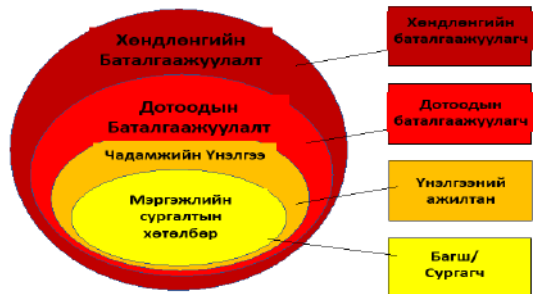 Хөндлөнгийн
Баталгаажуулалт
Дотоодын
Баталгаажуулалт
Чадамжийн Үнэлгээ
Мэргэжлийн
сургалтын
хөтөлбөр
Хөндлөнгийн
баталгаажуулагч
Дотоодын
баталгаажуулагч
Үнэлгээний
ажилтан
Багш/
Сургагч